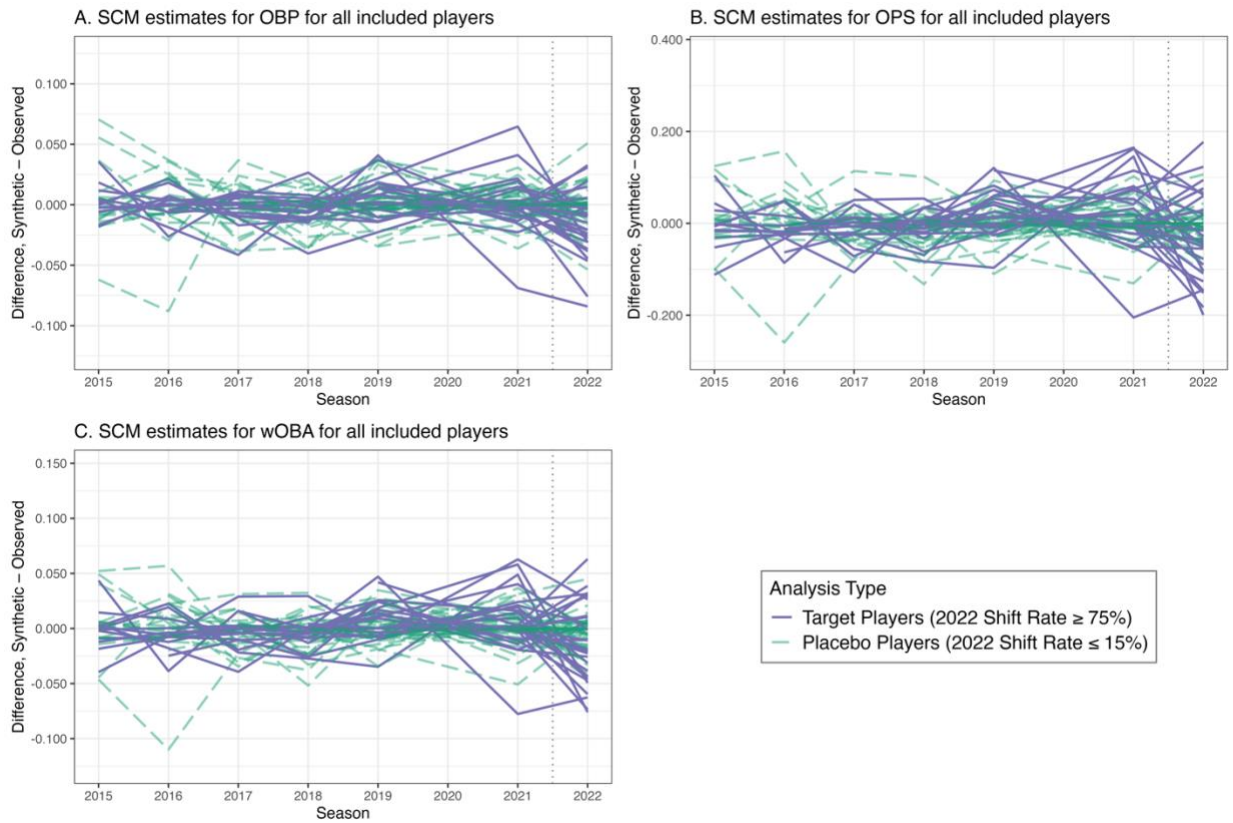 A. SCM estimates for OBP for all included players
Difference, Synthetic – Observed
0.100
0.050
0.000
-0.050
-0.100
2015 2016 2017 2018 2019 2020 2021 2022
Season
B. SCM estimates for OPS for all included players
Difference, Synthetic – Observed
0.400
0.200
0.000
-0.200
2015 2016 2017 2018 2019 2020 2021 2022
Season
C. SCM estimates for wOBA for all included players
Difference, Synthetic – Observed
0.150
0.100
0.050
0.000
-0.050
-0.100
2015 2016 2017 2018 2019 2020 2021 2022
Season
Analysis Type
Target Players (2022 Shift Rate ≥ 75%)
Placebo Players (2022 Shift Rate ≤ 15%)